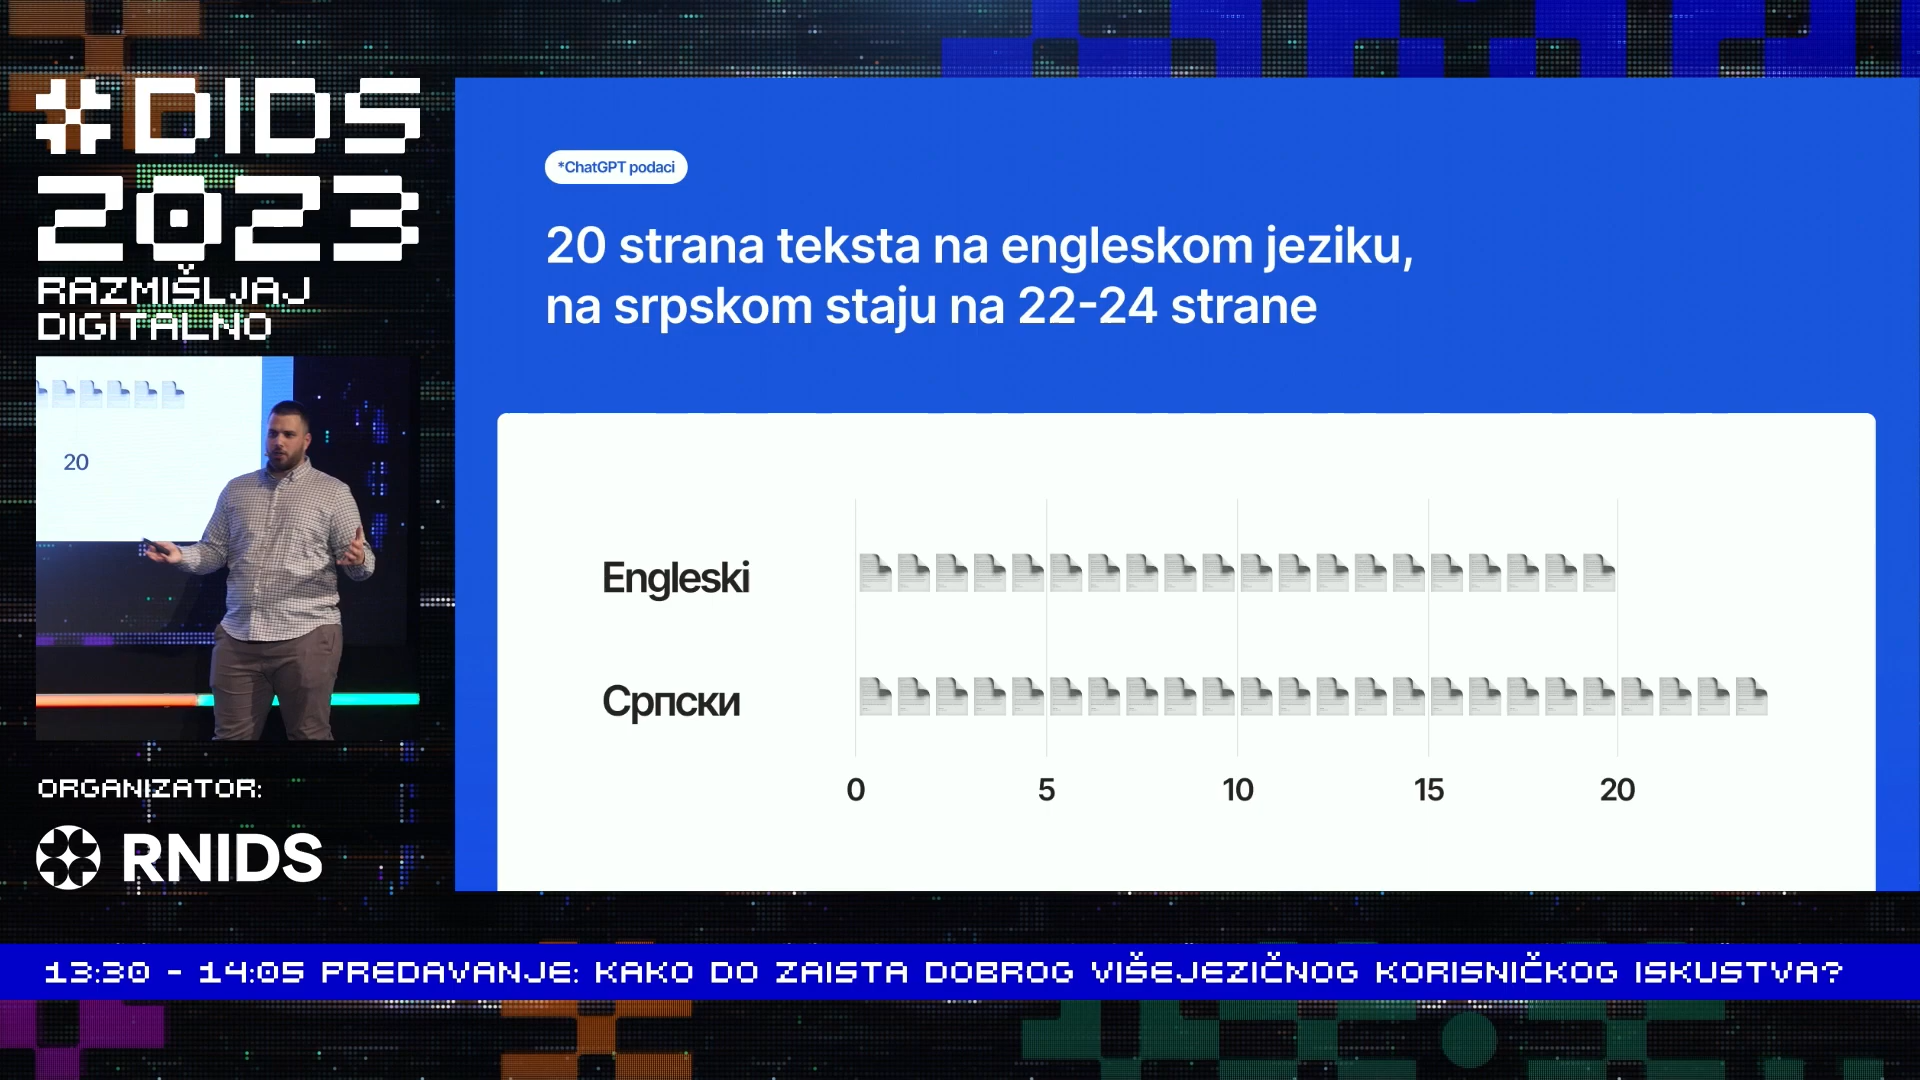 #DIDS
2023
RAZMIŠLJAJ
DIGITALNO
20
ORGANIZATOR:
RNIDS
*ChatGPT podaci
20 strana teksta na engleskom jeziku,
na srpskom staju na 22-24 strane
Engleski
Српски
0 5 10 15 20
13:30 - 14:05 PREDAVANJE: KAKO DO ZAISTA DOBROG VIŠEJEZIČNOG KORISNIČKOG ISKUSTVA?